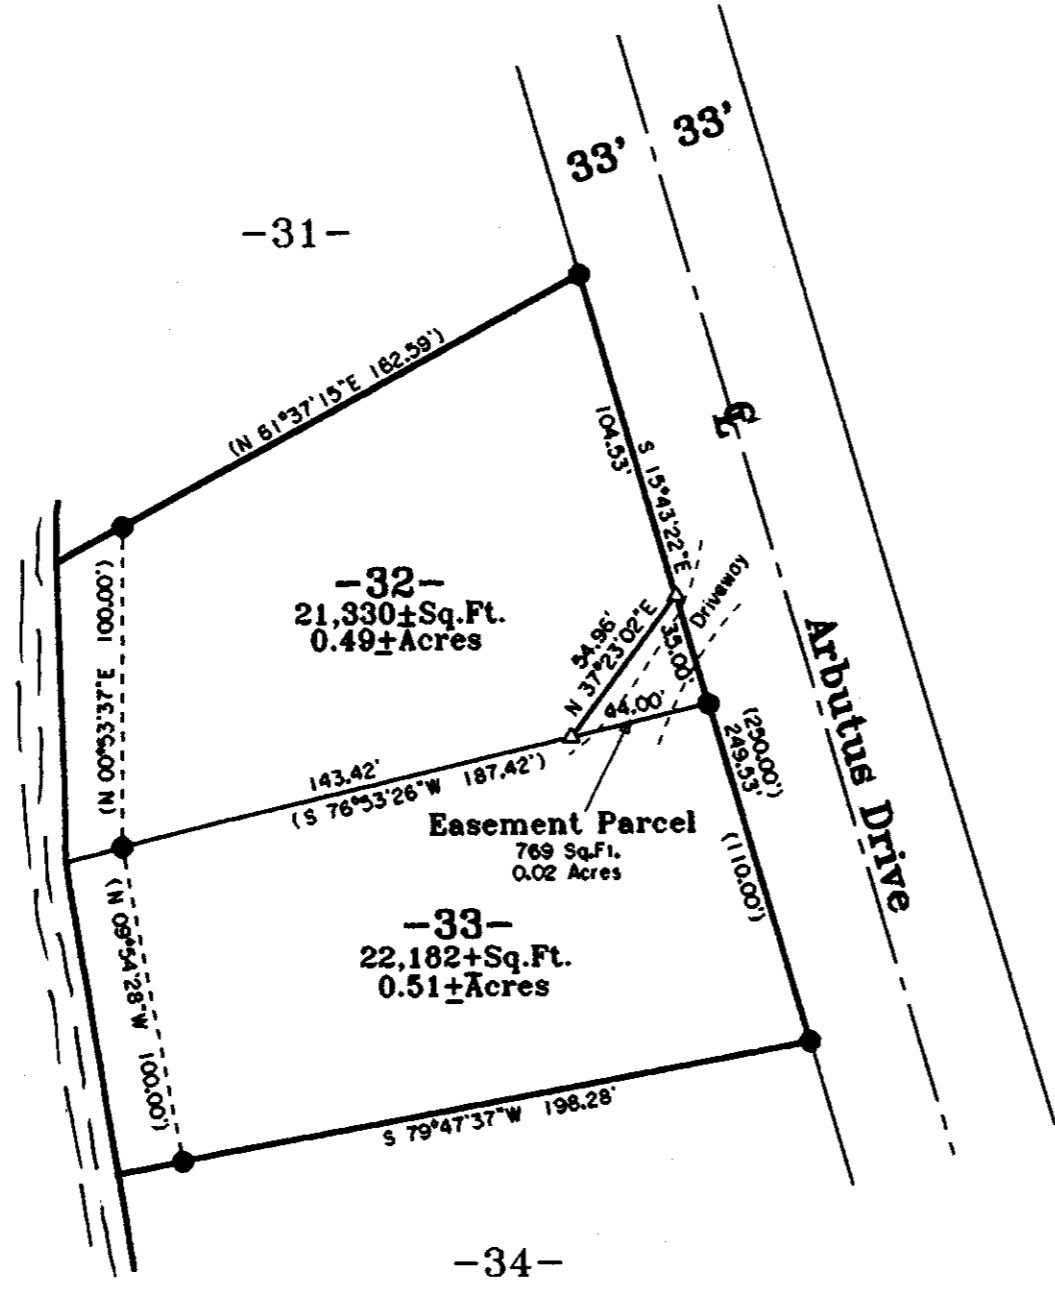 33'
33'
-31-
(N 61°37'15"E 162.59')
104.53'
S 15°43'22"E
(N 00°53'37"E 100.00')
-32-
21,330±Sq.Ft.
0.49±Acres
54.96'
N 37°23'02"E
35.00'
Driveway
44.00'
143.42'
(S 76°53'26"W 187.42')
Easement Parcel
769 Sq.Ft.
0.02 Acres
(250.00')
249.53'
(110.00')
Arbutus Drive
(N 09°54'28"W 100.00')
-33-
22,182±Sq.Ft.
0.51±Acres
S 79°47'37"W 198.28'
-34-
CL